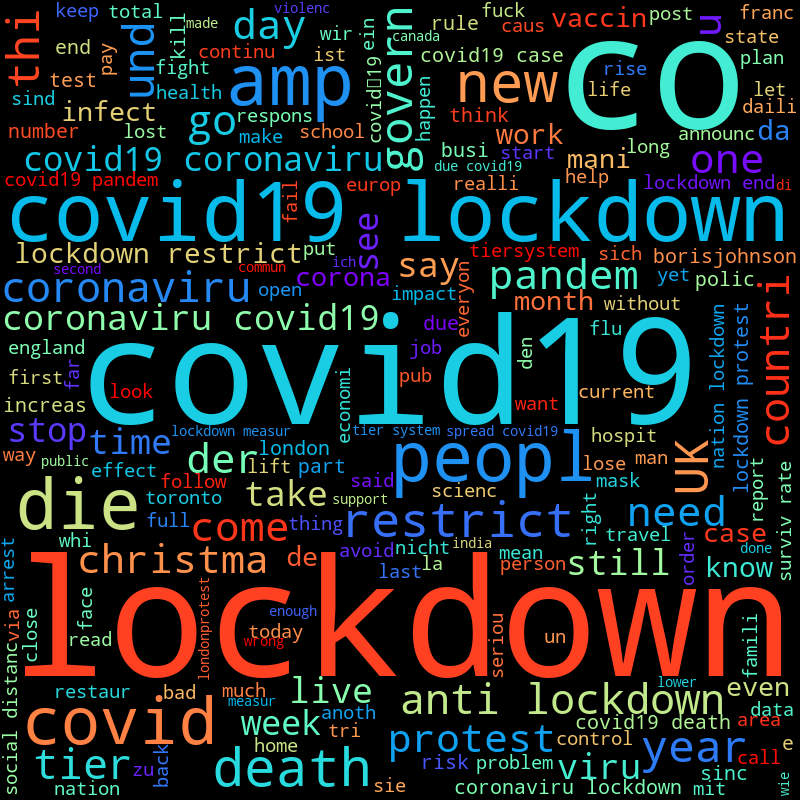 keep
total
made
violenc
fuck
post
franc
thi
end
und
day
wir
canada
kill
ein
rule
caus
vaccin
u
state
test
pay
continu
ist
covid19 case
co
plan
sind
fight
health
amp
covid▯19
govern
happen
new
life
rise
let
daili
infect
go
respons
think
number
lost
make
school
busi
start
work
mani
long
announc
da
covid19 coronaviru
due covid19
realli
help
one
covid19 pandem
fail
europ
lockdown end
di
covid19 lockdown
lockdown restrict
put
see
say
tiersystem
sich
borisjohnson
second
commun
ich
everyon
coronaviru
corona
open
impact
pandem
yet
polic
month
without
countri
coronaviru covid19
due
flu
england
job
den
first
far
covid19
pub
look
economi
want
current
increas
nation lockdown
lockdown protest
stop
time
lockdown measur
tier system
spread covid19
hospit
way
public
der
london
lift
part
peopl
lose
man
UK
effect
follow
said
scienc
mask
report
die
toronto
take
support
right
surviv rate
full
come
thing
restrict
travel
need
case
whi
arrest
christma
de
avoid
nicht
india
mean
order
done
still
know
last
la
person
face
londonprotest
enough
lockdown
close
via
read
today
wrong
seriou
un
famili
social distanc
restaur
bad
much
live
lower
even
measur
anti lockdown
data
covid
week
anoth
tri
covid19 death
area
home
protest
control
year
call
e
tier
zu
back
death
risk
problem
viru
sinc
nation
sie
coronaviru lockdown
mit
wie